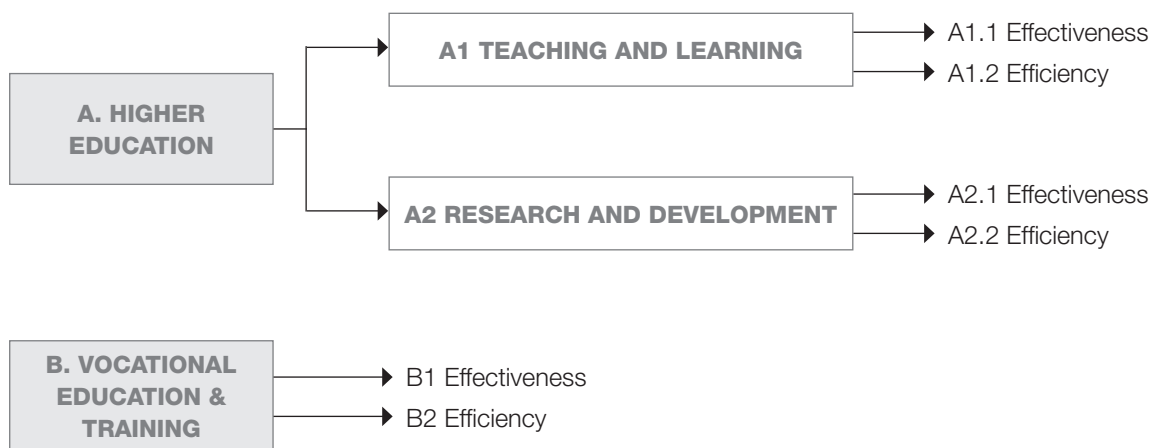 A1 TEACHING AND LEARNING
A1.1 Effectiveness
A1.2 Efficiency
A. HIGHER
EDUCATION
A2 RESEARCH AND DEVELOPMENT
A2.1 Effectiveness
A2.2 Efficiency
B. VOCATIONAL
EDUCATION &
TRAINING
B1 Effectiveness
B2 Efficiency